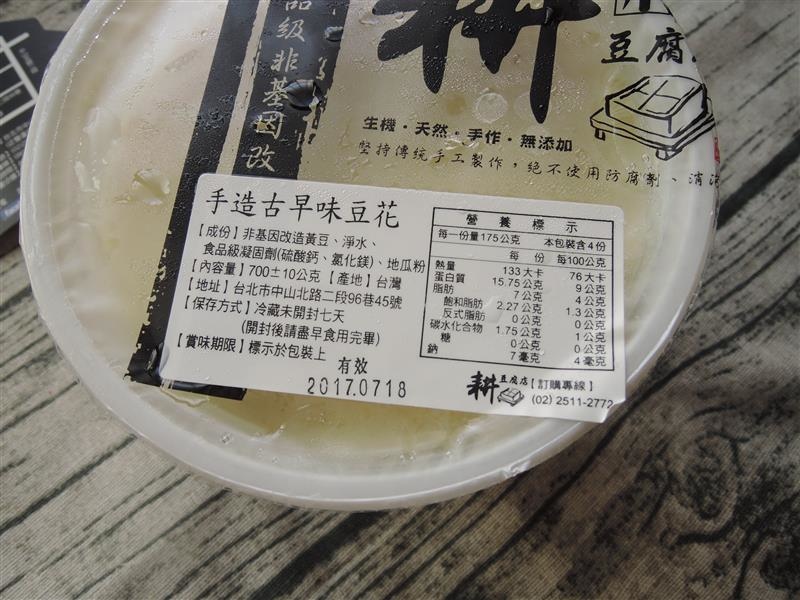 品級非基因改
耕
豆腐
生機・天然・手作・無添加
堅持傳統手工製作，絕不使用防腐劑、消
手造古早味豆花
【成份】非基因改造黃豆、淨水、
食品級凝固劑(硫酸鈣、氯化鎂)、地瓜粉
【內容量】700±10公克【產地】台灣
【地址】台北市中山北路二段96巷45號
【保存方式】冷藏未開封七天
(開封後請盡早食用完畢)
【賞味期限】標示於包裝上
有效
2017.0718
營養標示
每一份量175公克 本包裝含4份
每 份 每100公克
熱量 133大卡 76大卡
蛋白質 15.75公克 9公克
脂肪 7公克 4公克
飽和脂肪 2.27公克 1.3公克
反式脂肪 0公克 0公克
碳水化合物 1.75公克 1公克
糖 0公克 0公克
鈉 7毫克 4毫克
耕 豆腐店【訂購專線】
(02) 2511-2772